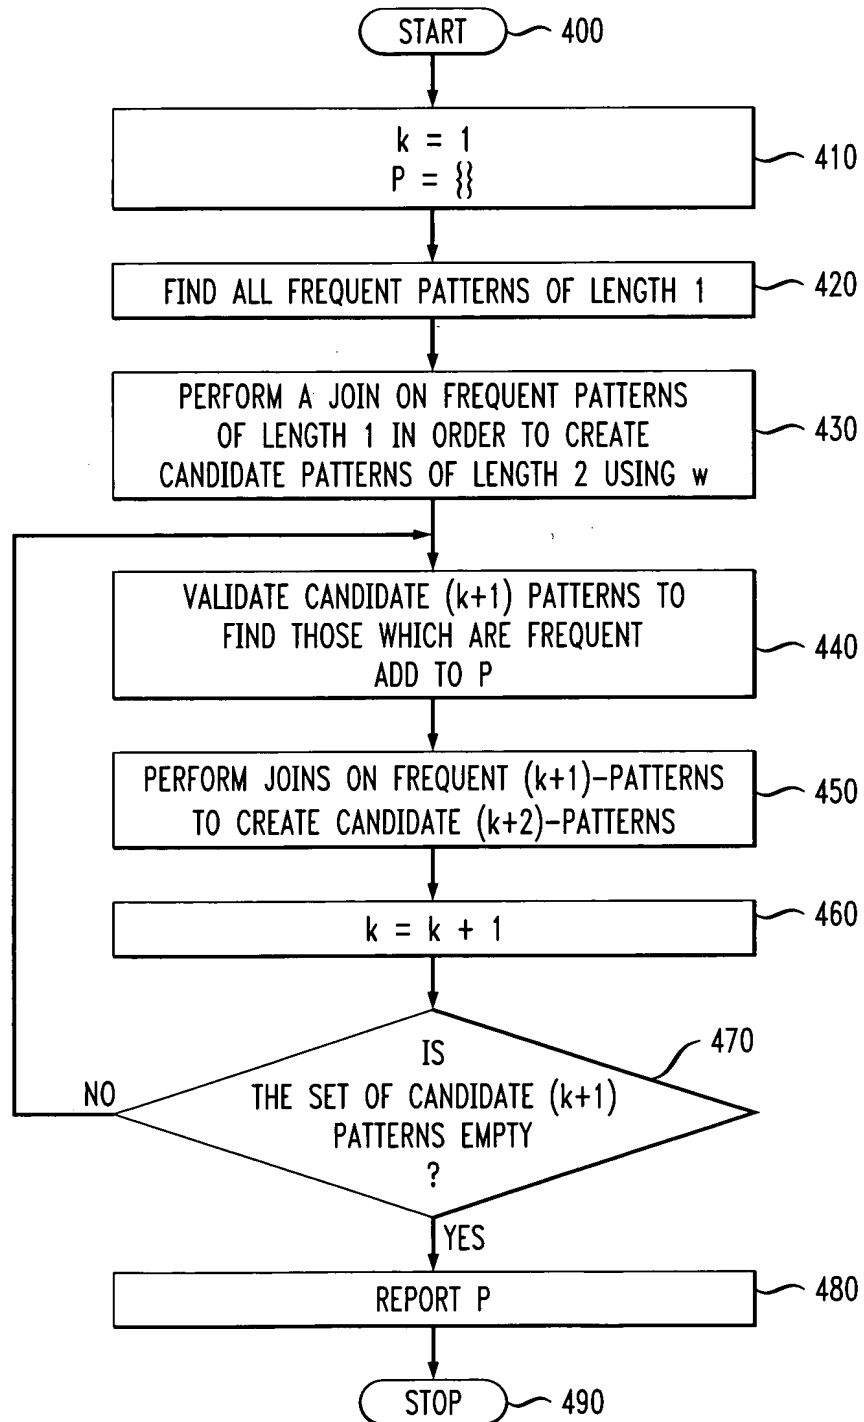 START
400
k = 1
P = {}
410
FIND ALL FREQUENT PATTERNS OF LENGTH 1
420
PERFORM A JOIN ON FREQUENT PATTERNS
OF LENGTH 1 IN ORDER TO CREATE
CANDIDATE PATTERNS OF LENGTH 2 USING w
430
VALIDATE CANDIDATE (k+1) PATTERNS TO
FIND THOSE WHICH ARE FREQUENT
ADD TO P
440
PERFORM JOINS ON FREQUENT (k+1)-PATTERNS
TO CREATE CANDIDATE (k+2)-PATTERNS
450
k = k + 1
460
IS
THE SET OF CANDIDATE (k+1)
PATTERNS EMPTY
?
470
NO
YES
REPORT P
480
STOP
490